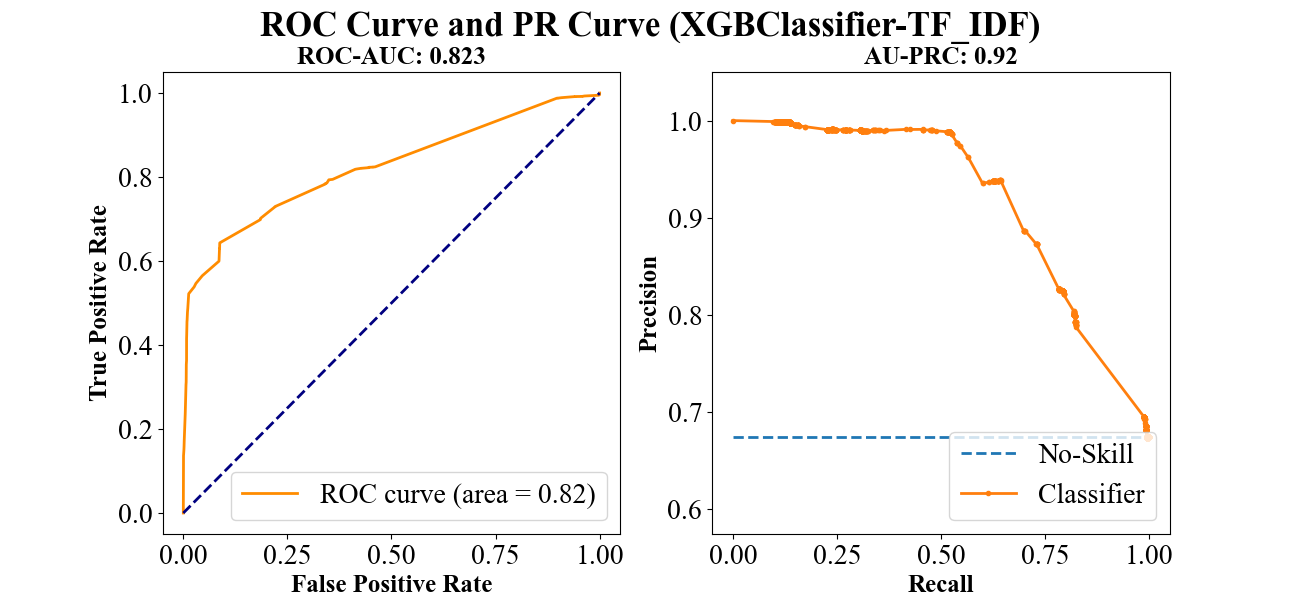 ROC Curve and PR Curve (XGBClassifier-TF_IDF)
ROC-AUC: 0.823
1.0
0.8
0.6
0.4
0.2
0.0
True Positive Rate
ROC curve (area = 0.82)
0.00 0.25 0.50 0.75 1.00
False Positive Rate
AU-PRC: 0.92
1.0
0.9
0.8
0.7
0.6
Precision
No-Skill
Classifier
0.00 0.25 0.50 0.75 1.00
Recall